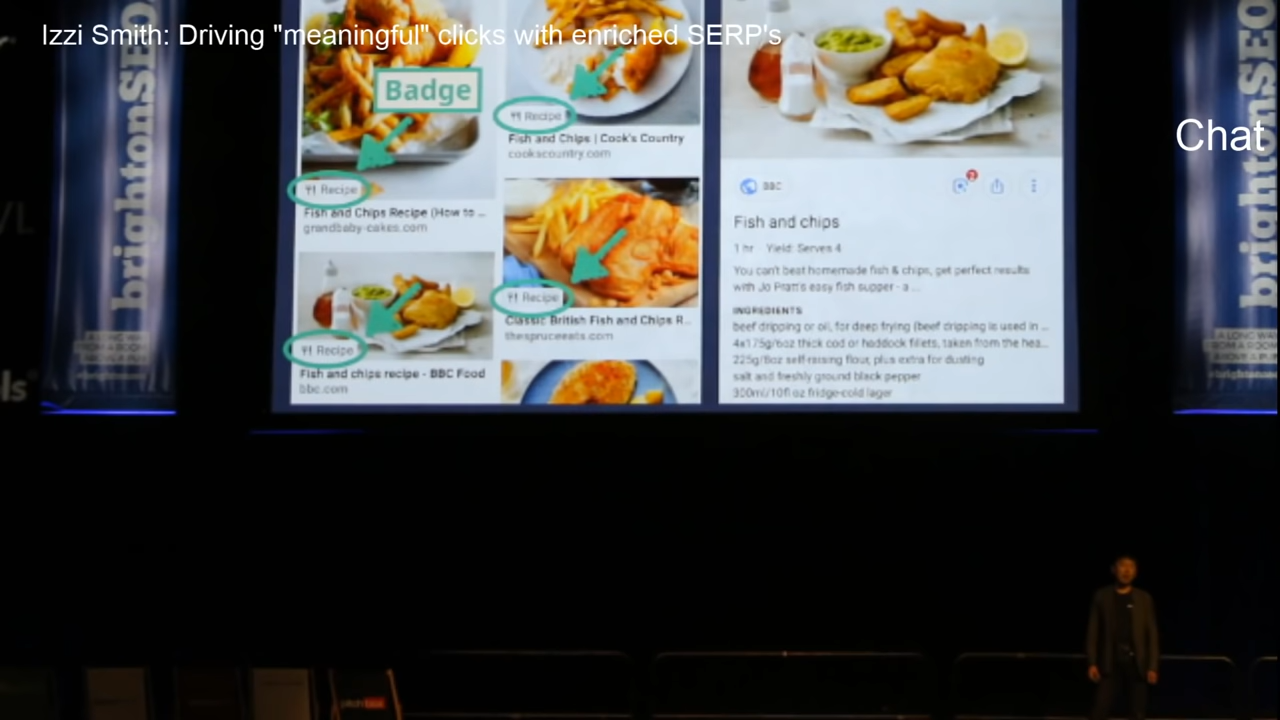 Izzi Smith: Driving "meaningful" clicks with enriched SERP's
Chat
brightonSEO.
brightonSEO
Badge
Recipe
Fish and Chips | Cook's Country
cookscountry.com
Recipe
Fish and Chips Recipe (How to ...
grandbaby-cakes.com
Recipe
Classic British Fish and Chips R...
thespruceeats.com
Recipe
Fish and chips recipe - BBC Food
bbc.com
BBC
2
Fish and chips
1 hr Yield: Serves 4
You can't beat homemade fish & chips, get perfect results
with Jo Pratt's easy fish supper - a ...
INGREDIENTS
beef dripping or oil, for deep frying (beef dripping is used in ...
4x175g/6oz thick cod or haddock fillets, taken from the hea...
225g/8oz self-raising flour, plus extra for dusting
salt and freshly ground black pepper
300ml/10fl oz fridge-cold lager